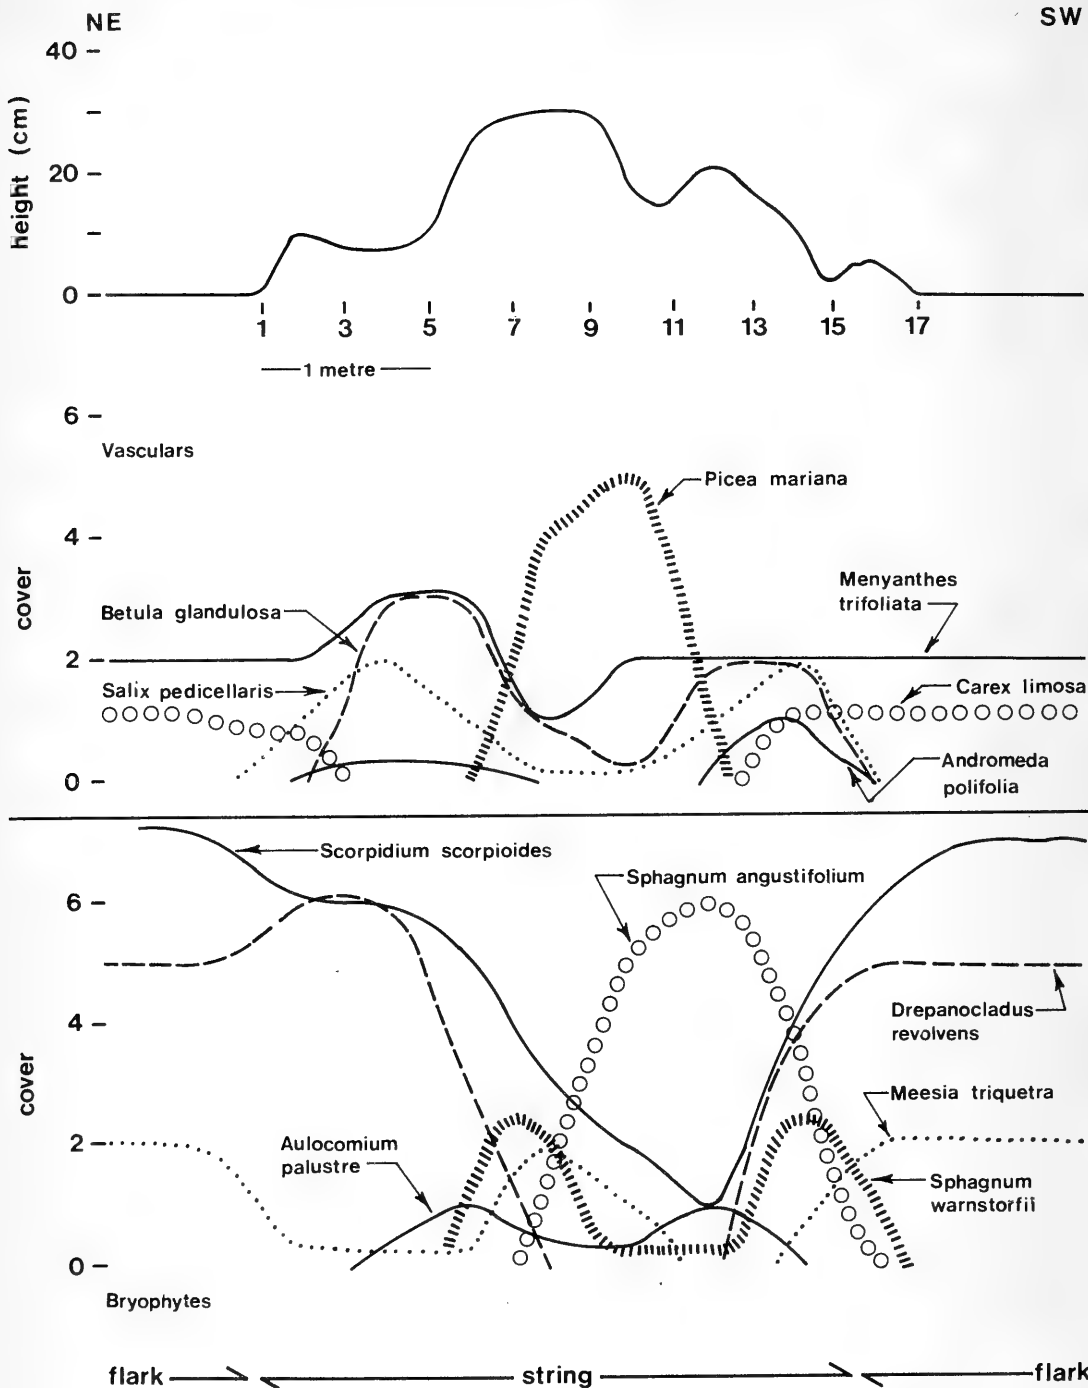 NE
SW
40
height (cm)
20
0
1 3 5 7 9 11 13 15 17
1 metre
6
Vasculars
Picea mariana
4
cover
Menyanthes
trifoliata
Betula glandulosa
2
Salix pedicellaris
Carex limosa
0
Andromeda
polifolia
Scorpidium scorpioides
Sphagnum angustifolium
6
Drepanocladus
revolvens
4
cover
Meesia triquetra
2
Aulocomium
palustre
Sphagnum
warnstorfii
0
Bryophytes
flark string flark